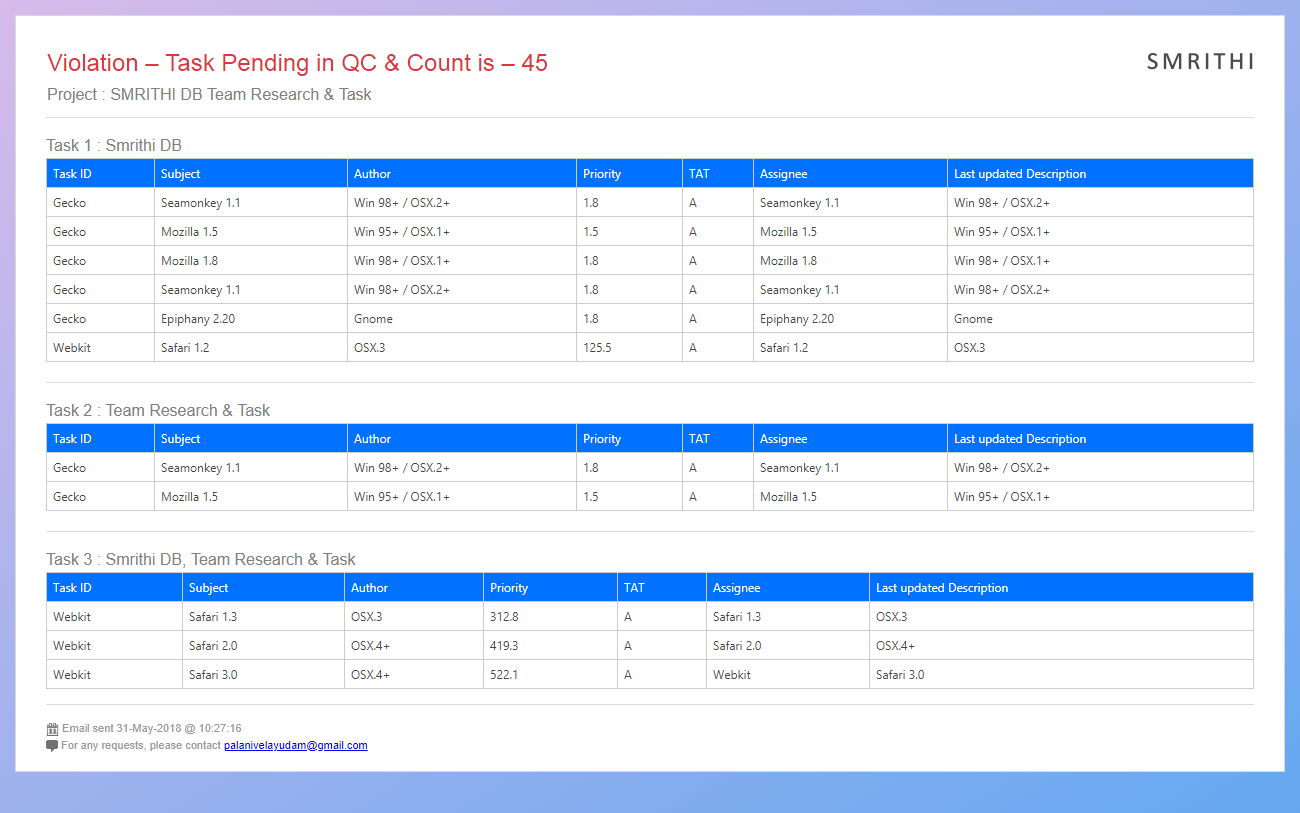 Violation – Task Pending in QC & Count is – 45
SMRITHI
Project : SMRITHI DB Team Research & Task
Task 1 : Smrithi DB
Task ID Subject Author Priority TAT Assignee Last updated Description
Gecko Seamonkey 1.1 Win 98+ / OSX.2+ 1.8 A Seamonkey 1.1 Win 98+ / OSX.2+
Gecko Mozilla 1.5 Win 95+ / OSX.1+ 1.5 A Mozilla 1.5 Win 95+ / OSX.1+
Gecko Mozilla 1.8 Win 98+ / OSX.1+ 1.8 A Mozilla 1.8 Win 98+ / OSX.1+
Gecko Seamonkey 1.1 Win 98+ / OSX.2+ 1.8 A Seamonkey 1.1 Win 98+ / OSX.2+
Gecko Epiphany 2.20 Gnome 1.8 A Epiphany 2.20 Gnome
Webkit Safari 1.2 OSX.3 125.5 A Safari 1.2 OSX.3
Task 2 : Team Research & Task
Task ID Subject Author Priority TAT Assignee Last updated Description
Gecko Seamonkey 1.1 Win 98+ / OSX.2+ 1.8 A Seamonkey 1.1 Win 98+ / OSX.2+
Gecko Mozilla 1.5 Win 95+ / OSX.1+ 1.5 A Mozilla 1.5 Win 95+ / OSX.1+
Task 3 : Smrithi DB, Team Research & Task
Task ID Subject Author Priority TAT Assignee Last updated Description
Webkit Safari 1.3 OSX.3 312.8 A Safari 1.3 OSX.3
Webkit Safari 2.0 OSX.4+ 419.3 A Safari 2.0 OSX.4+
Webkit Safari 3.0 OSX.4+ 522.1 A Webkit Safari 3.0
Email sent 31-May-2018 @ 10:27:16
For any requests, please contact palanivelayudam@gmail.com